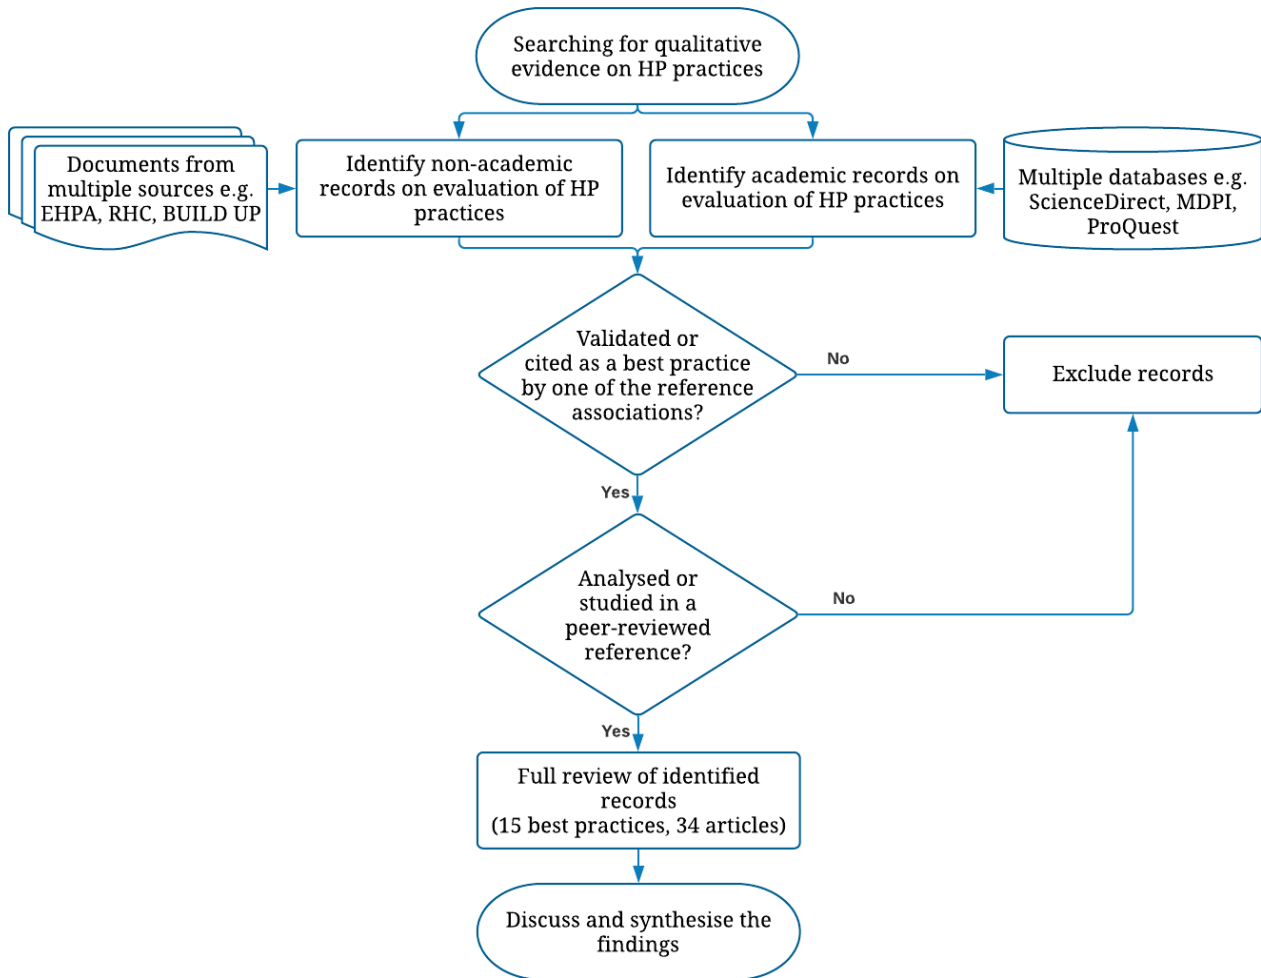 Searching for qualitative
evidence on HP practices
Documents from
multiple sources e.g.
EHPA, RHC, BUILD UP
Identify non-academic
records on evaluation of HP
practices
Identify academic records on
evaluation of HP practices
Multiple databases e.g.
ScienceDirect, MDPI,
ProQuest
Validated or
cited as a best practice
by one of the reference
associations?
No
Exclude records
Yes
Analysed or
studied in a
peer-reviewed
reference?
No
Yes
Full review of identified
records
(15 best practices, 34 articles)
Discuss and synthesise the
findings